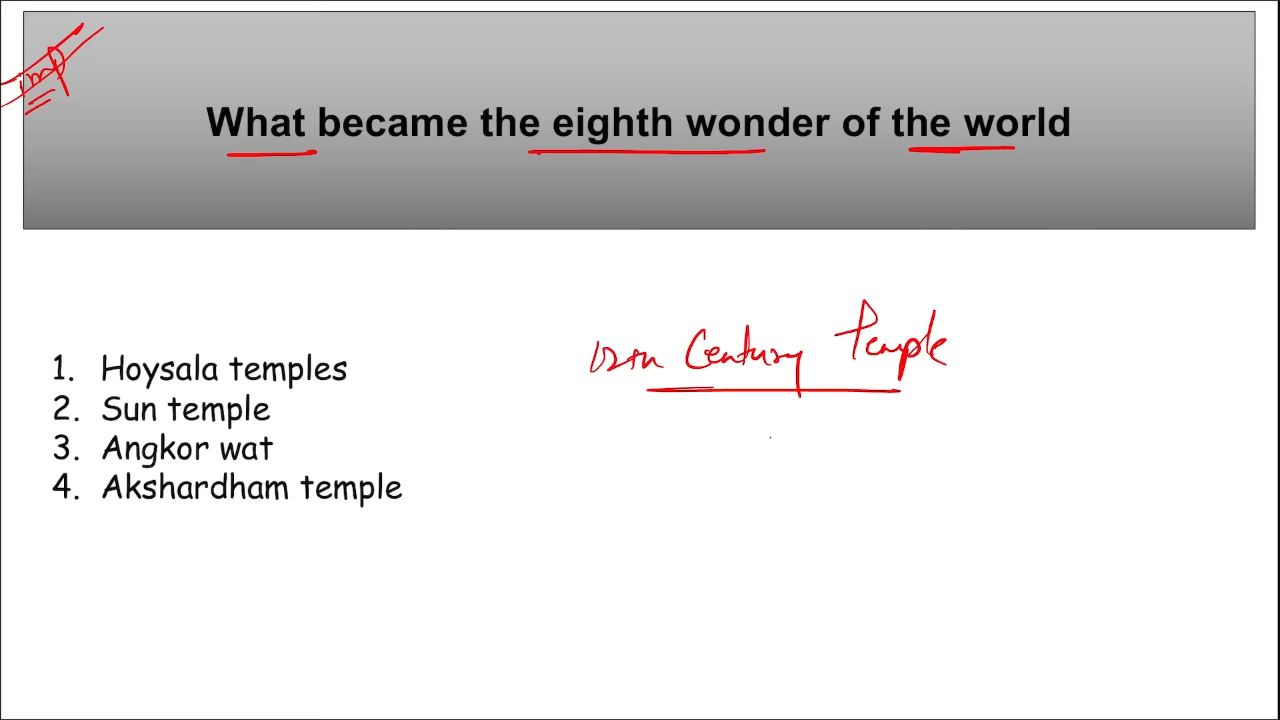 imp
What became the eighth wonder of the world
12th Century Temple
1. Hoysala temples
2. Sun temple
3. Angkor wat
4. Akshardham temple